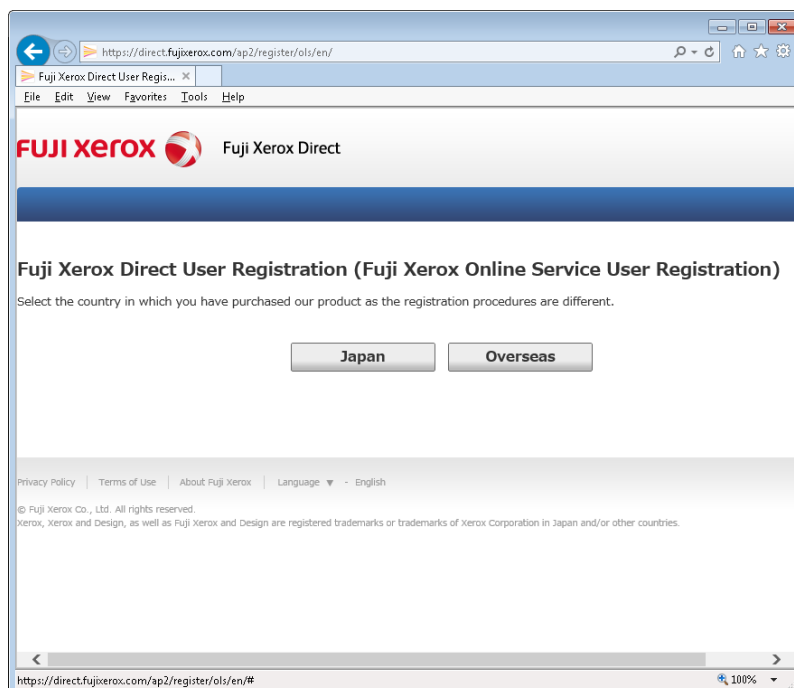 https://direct.fujixerox.com/ap2/register/ols/en/
Fuji Xerox Direct User Regis...
File Edit View Favorites Tools Help
FUJI xerox Fuji Xerox Direct
Fuji Xerox Direct User Registration (Fuji Xerox Online Service User Registration)
Select the country in which you have purchased our product as the registration procedures are different.
Japan Overseas
Privacy Policy | Terms of Use | About Fuji Xerox | Language ▼ - English
© Fuji Xerox Co., Ltd. All rights reserved.
Xerox, Xerox and Design, as well as Fuji Xerox and Design are registered trademarks or trademarks of Xerox Corporation in Japan and/or other countries.
https://direct.fujixerox.com/ap2/register/ols/en/# 100%